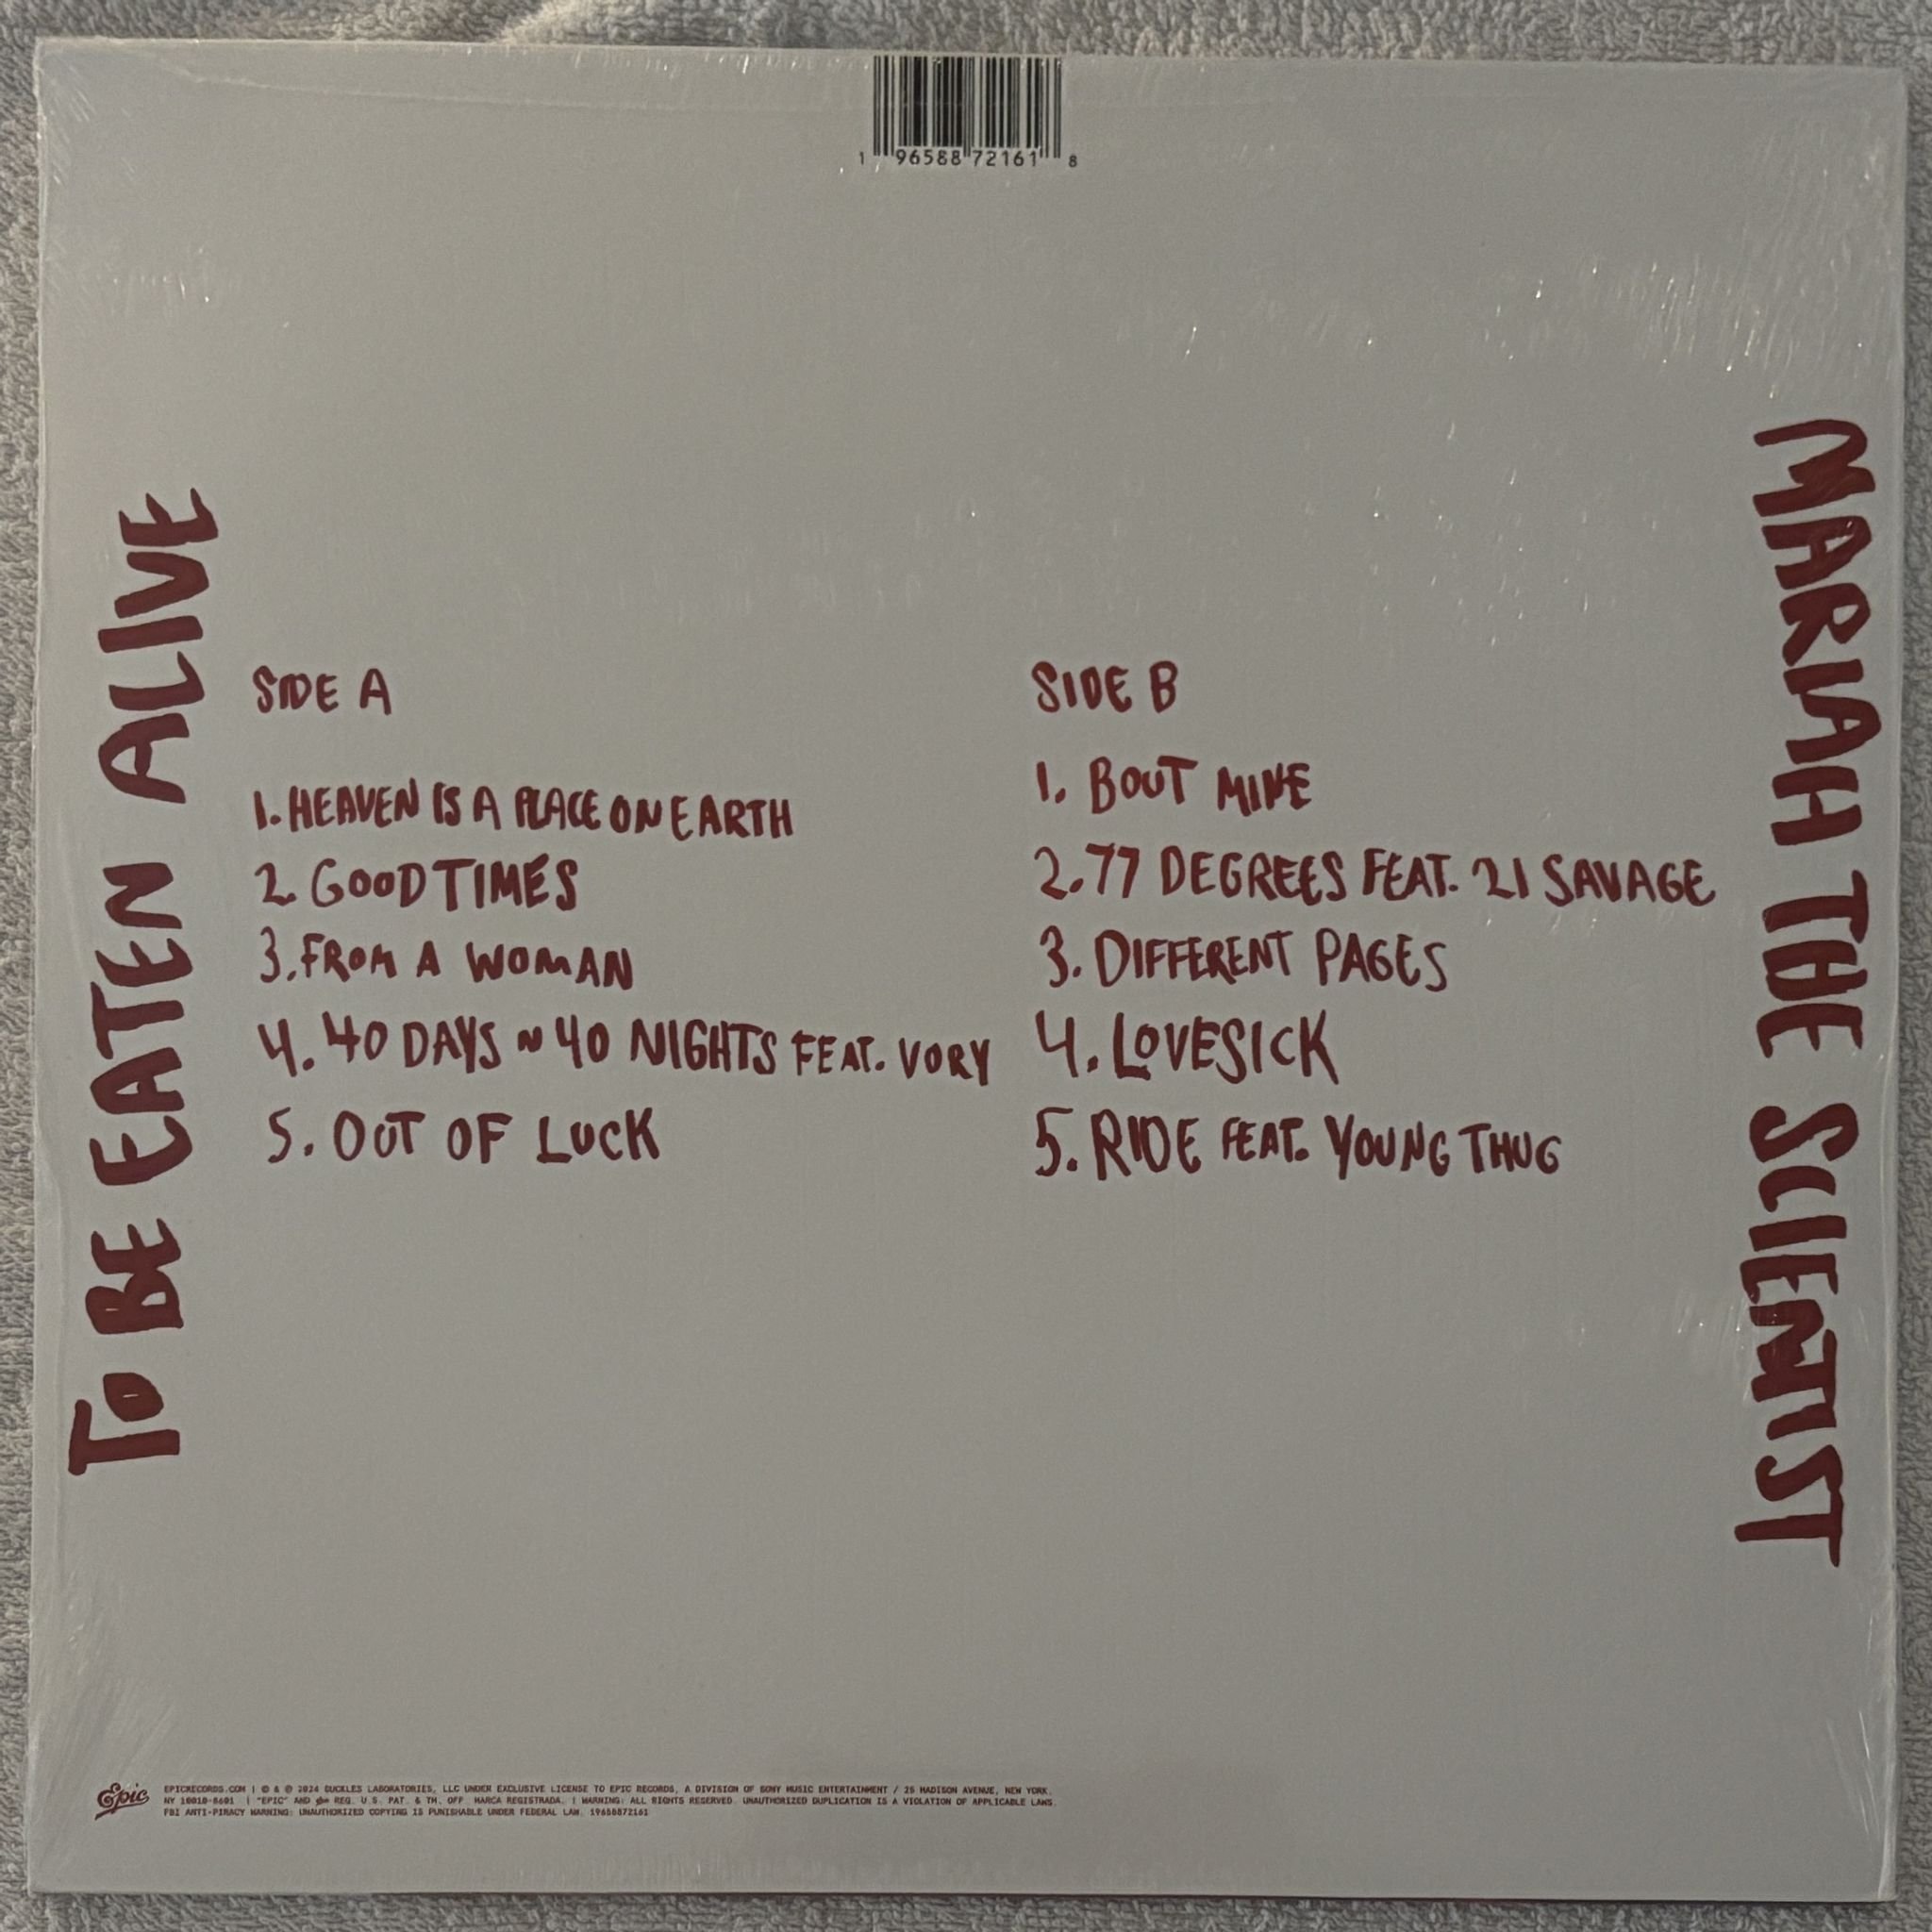 1 96588 72161 8
TO BE EATEN ALIVE
SIDE A
1. HEAVEN IS A PLACE ON EARTH
2. GOOD TIMES
3. FROM A WOMAN
4. 40 DAYS N 40 NIGHTS FEAT. VORY
5. OUT OF LUCK
SIDE B
1. BOUT MINE
2. 77 DEGREES FEAT. 21 SAVAGE
3. DIFFERENT PAGES
4. LOVESICK
5. RIDE FEAT. YOUNG THUG
MARIAH THE SCIENTIST
Epic
EPICRECORDS.COM | © & ℗ 2024 BUCKLES LABORATORIES, LLC UNDER EXCLUSIVE LICENSE TO EPIC RECORDS, A DIVISION OF SONY MUSIC ENTERTAINMENT / 25 MADISON AVENUE, NEW YORK,
NY 10010-8601 | "EPIC" AND Epic REG. U.S. PAT. & TM. OFF. MARCA REGISTRADA. | WARNING: ALL RIGHTS RESERVED. UNAUTHORIZED DUPLICATION IS A VIOLATION OF APPLICABLE LAWS.
FBI ANTI-PIRACY WARNING: UNAUTHORIZED COPYING IS PUNISHABLE UNDER FEDERAL LAW. 19658872161